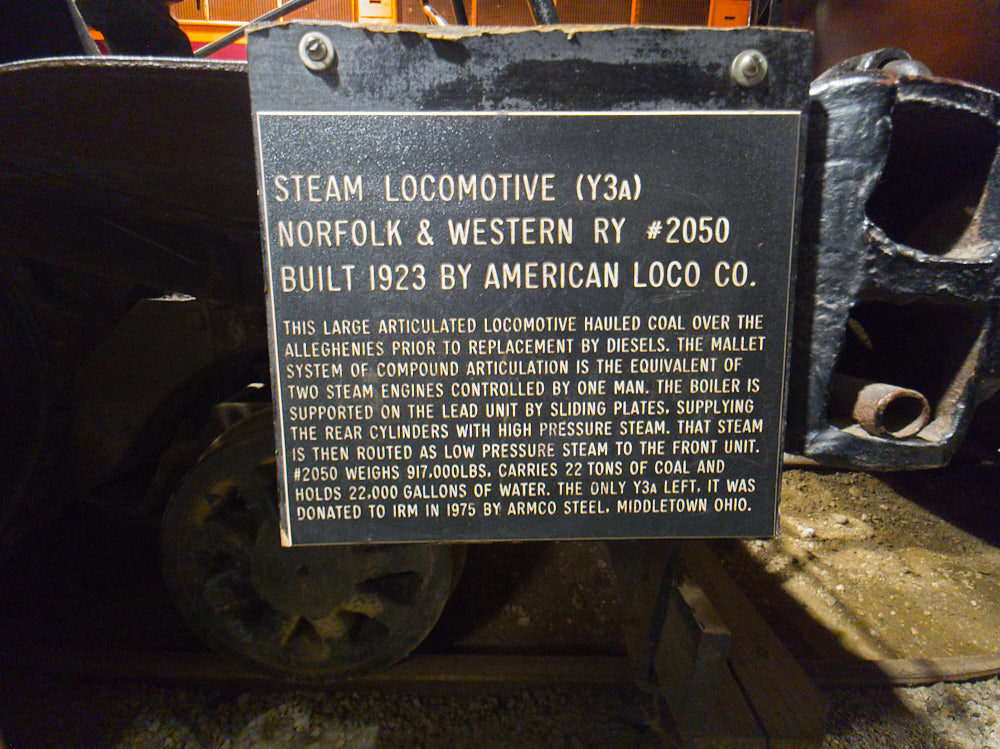 STEAM LOCOMOTIVE (Y3A)
NORFOLK & WESTERN RY #2050
BUILT 1923 BY AMERICAN LOCO CO.
THIS LARGE ARTICULATED LOCOMOTIVE HAULED COAL OVER THE
ALLEGHENIES PRIOR TO REPLACEMENT BY DIESELS. THE MALLET
SYSTEM OF COMPOUND ARTICULATION IS THE EQUIVALENT OF
TWO STEAM ENGINES CONTROLLED BY ONE MAN. THE BOILER IS
SUPPORTED ON THE LEAD UNIT BY SLIDING PLATES. SUPPLYING
THE REAR CYLINDERS WITH HIGH PRESSURE STEAM. THAT STEAM
IS THEN ROUTED AS LOW PRESSURE STEAM TO THE FRONT UNIT.
#2050 WEIGHS 917,000LBS. CARRIES 22 TONS OF COAL AND
HOLDS 22,000 GALLONS OF WATER. THE ONLY Y3A LEFT, IT WAS
DONATED TO IRM IN 1975 BY ARMCO STEEL, MIDDLETOWN OHIO.